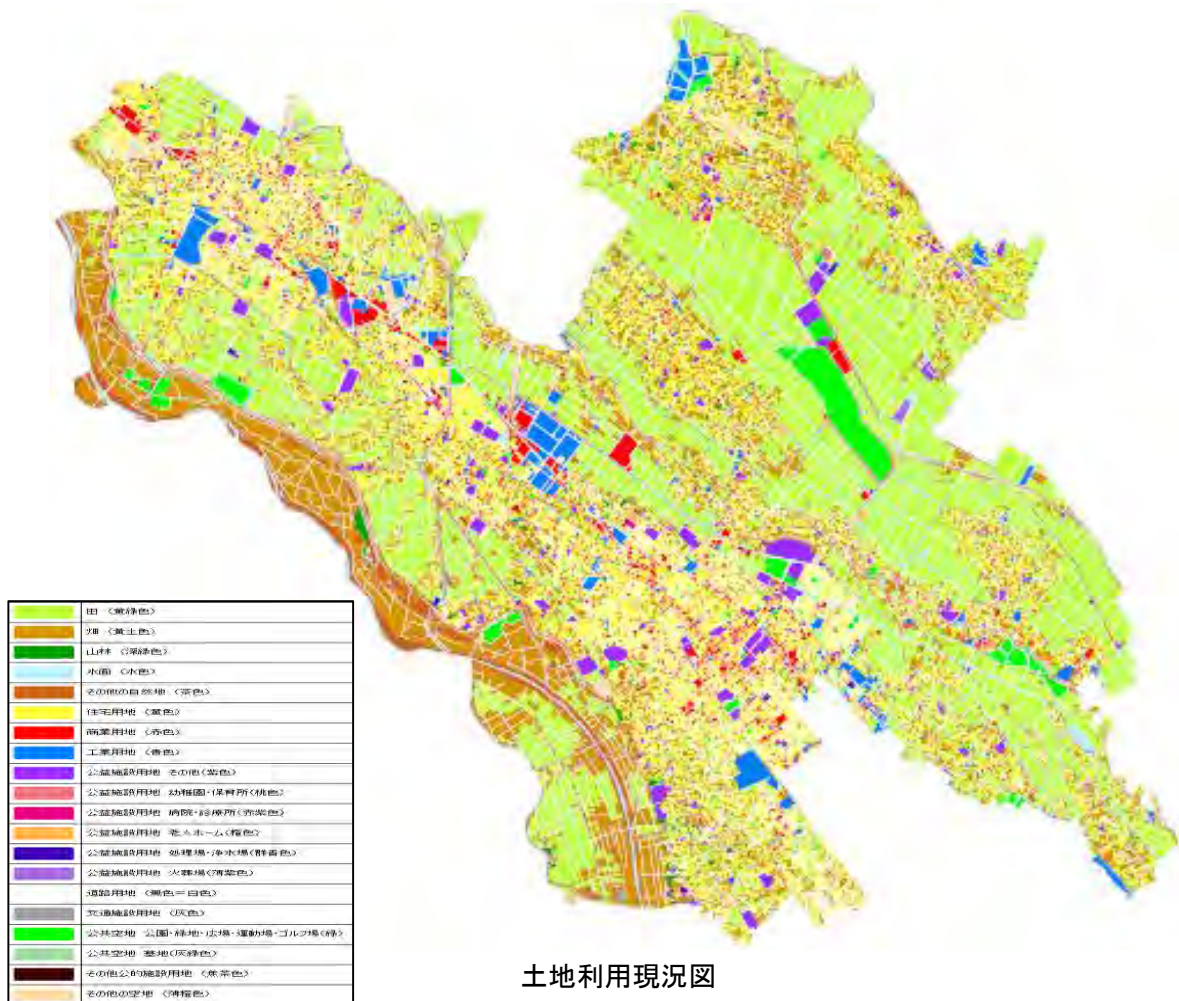 田 (黄緑色)
畑 (黄土色)
山林 (深緑色)
水面 (水色)
その他の自然地 (茶色)
住宅用地 (黄色)
商業用地 (赤色)
工業用地 (青色)
公益施設用地 その他(紫色)
公益施設用地 幼稚園・保育所(桃色)
公益施設用地 病院・診療所(赤紫色)
公益施設用地 老人ホーム(橙色)
公益施設用地 処理場・浄水場(群青色)
公益施設用地 火葬場(薄紫色)
道路用地 (無色=白色)
交通施設用地 (灰色)
公共空地 公園・緑地・広場・運動場・ゴルフ場(緑)
公共空地 墓地(灰緑色)
その他公的施設用地 (焦茶色)
その他の空地 (薄橙色)
土地利用現況図